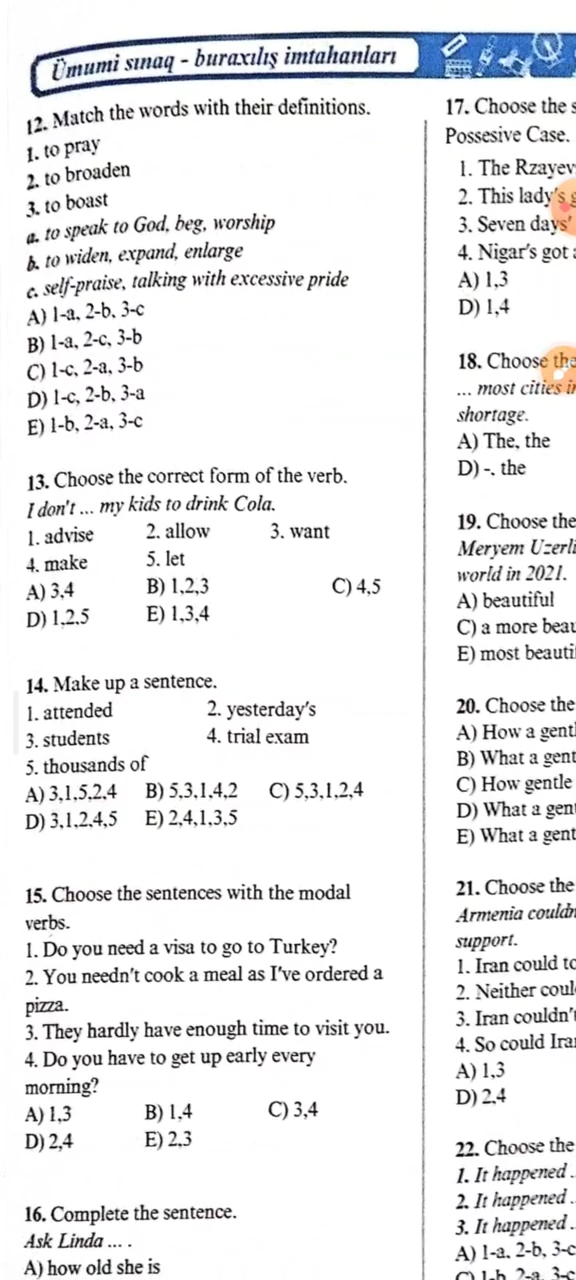 Ümumi sınaq - buraxılış imtahanları
12. Match the words with their definitions.
1. to pray
2. to broaden
3. to boast
a. to speak to God, beg, worship
b. to widen, expand, enlarge
c. self-praise, talking with excessive pride
A) 1-a, 2-b, 3-c
B) 1-a, 2-c, 3-b
C) 1-c, 2-a, 3-b
D) 1-c, 2-b, 3-a
E) 1-b, 2-a, 3-c
13. Choose the correct form of the verb.
I don't ... my kids to drink Cola.
1. advise 2. allow 3. want
4. make 5. let
A) 3,4 B) 1,2,3 C) 4,5
D) 1,2,5 E) 1,3,4
14. Make up a sentence.
1. attended 2. yesterday's
3. students 4. trial exam
5. thousands of
A) 3,1,5,2,4 B) 5,3,1,4,2 C) 5,3,1,2,4
D) 3,1,2,4,5 E) 2,4,1,3,5
15. Choose the sentences with the modal
verbs.
1. Do you need a visa to go to Turkey?
2. You needn't cook a meal as I've ordered a
pizza.
3. They hardly have enough time to visit you.
4. Do you have to get up early every
morning?
A) 1,3 B) 1,4 C) 3,4
D) 2,4 E) 2,3
16. Complete the sentence.
Ask Linda ... .
A) how old she is
17. Choose the
Possesive Case.
1. The Rzayev
2. This lady's
3. Seven days'
4. Nigar's got
A) 1,3
D) 1,4
18. Choose the
... most cities
shortage.
A) The, the
D) -, the
19. Choose the
Meryem Uzerli
world in 2021.
A) beautiful
C) a more
E) most
20. Choose the
A) How a
B) What a
C) How gentle
D) What a
E) What a
21. Choose the
Armenia
support.
1. Iran could
2. Neither
3. Iran
4. So could
A) 1,3
D) 2,4
22. Choose the
1. It happened
2. It happened
3. It happened
A) 1-a, 2-b, 3-c
C) 1-b, 2-a, 3-c